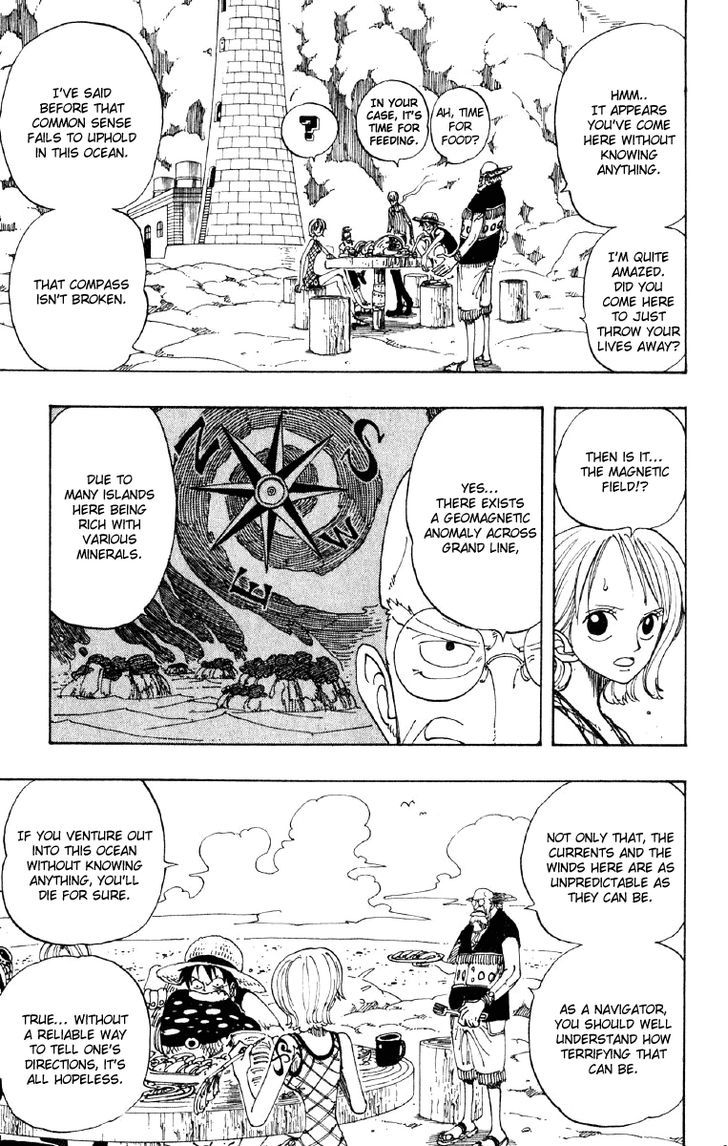 HMM..
IT APPEARS
YOU'VE COME
HERE WITHOUT
KNOWING
ANYTHING.
I'M QUITE
AMAZED.
DID YOU
COME HERE
TO JUST
THROW YOUR
LIVES AWAY?
AH, TIME
FOR
FOOD?
IN YOUR
CASE, IT'S
TIME FOR
FEEDING.
?
I'VE SAID
BEFORE THAT
COMMON SENSE
FAILS TO UPHOLD
IN THIS OCEAN.
THAT COMPASS
ISN'T BROKEN.
THEN IS IT...
THE MAGNETIC
FIELD!?
YES...
THERE EXISTS
A GEOMAGNETIC
ANOMALY ACROSS
GRAND LINE,
N
S
W
E
DUE TO
MANY ISLANDS
HERE BEING
RICH WITH
VARIOUS
MINERALS.
NOT ONLY THAT, THE
CURRENTS AND THE
WINDS HERE ARE AS
UNPREDICTABLE AS
THEY CAN BE.
AS A NAVIGATOR,
YOU SHOULD WELL
UNDERSTAND HOW
TERRIFYING THAT
CAN BE.
IF YOU VENTURE OUT
INTO THIS OCEAN
WITHOUT KNOWING
ANYTHING, YOU'LL
DIE FOR SURE.
TRUE... WITHOUT
A RELIABLE WAY
TO TELL ONE'S
DIRECTIONS, IT'S
ALL HOPELESS.